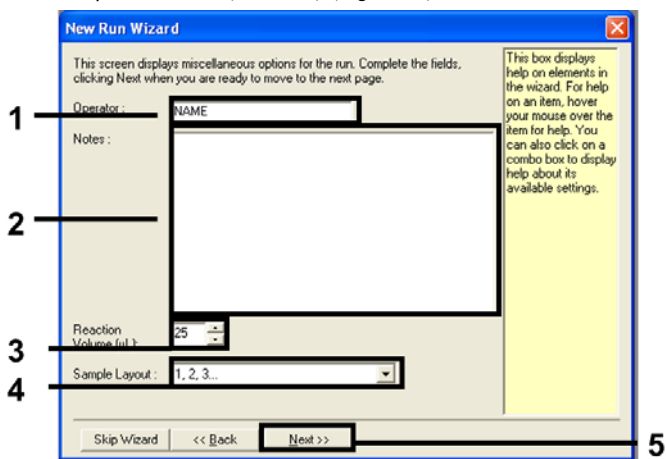 New Run Wizard
This screen displays miscellaneous options for the run. Complete the fields,
clicking Next when you are ready to move to the next page.
This box displays
help on elements in
the wizard. For help
on an item, hover
your mouse over the
item for help. You
can also click on a
combo box to display
help about its
available settings.
1
Operator :
NAME
Notes :
2
Reaction
Volume (µL):
25
3
Sample Layout :
1, 2, 3...
4
Skip Wizard
<< Back
Next >>
5